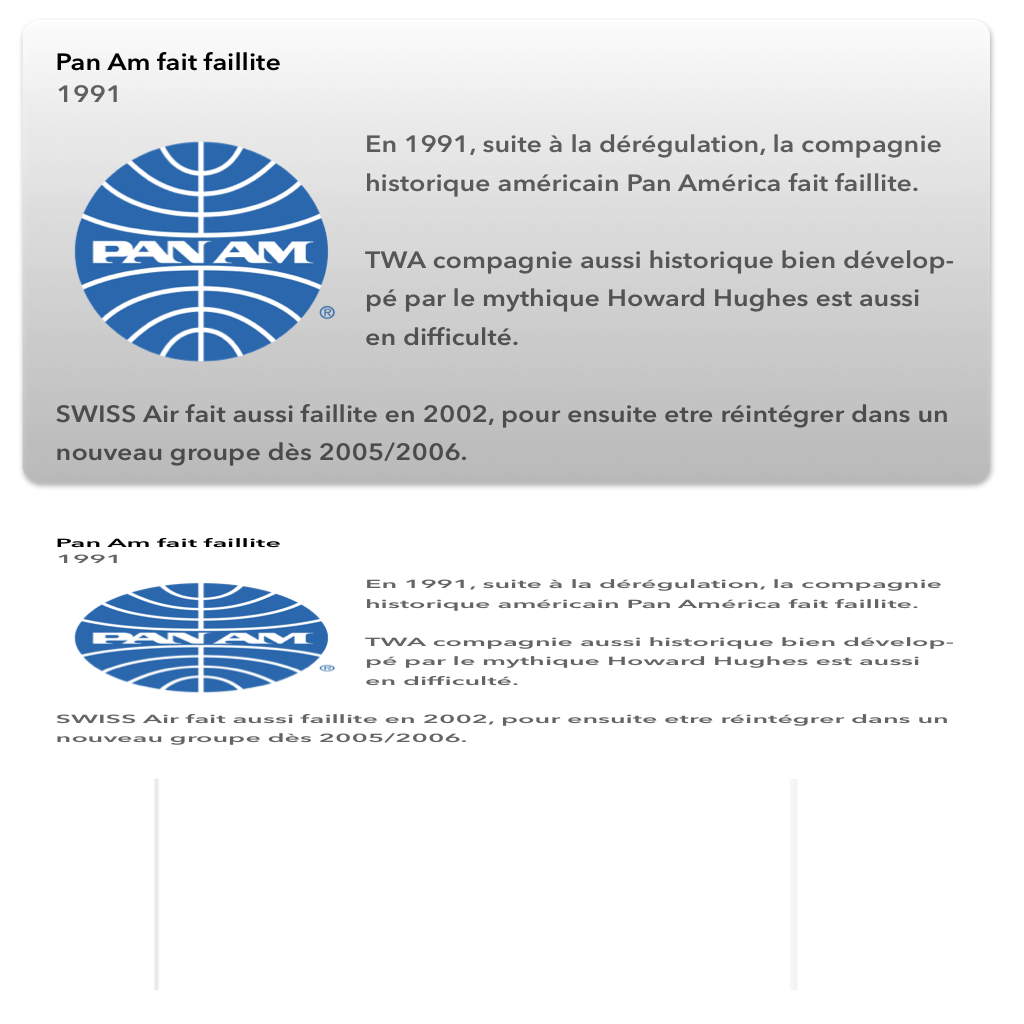 Pan Am fait faillite
1991
En 1991, suite à la dérégulation, la compagnie
historique américain Pan América fait faillite.
PAN AM
®
TWA compagnie aussi historique bien dévelop-
pé par le mythique Howard Hughes est aussi
en difficulté.
SWISS Air fait aussi faillite en 2002, pour ensuite etre réintégrer dans un
nouveau groupe dès 2005/2006.
Pan Am fait faillite
1991
En 1991, suite à la dérégulation, la compagnie
historique américain Pan América fait faillite.
PAN AM
®
TWA compagnie aussi historique bien dévelop-
pé par le mythique Howard Hughes est aussi
en difficulté.
SWISS Air fait aussi faillite en 2002, pour ensuite etre réintégrer dans un
nouveau groupe dès 2005/2006.